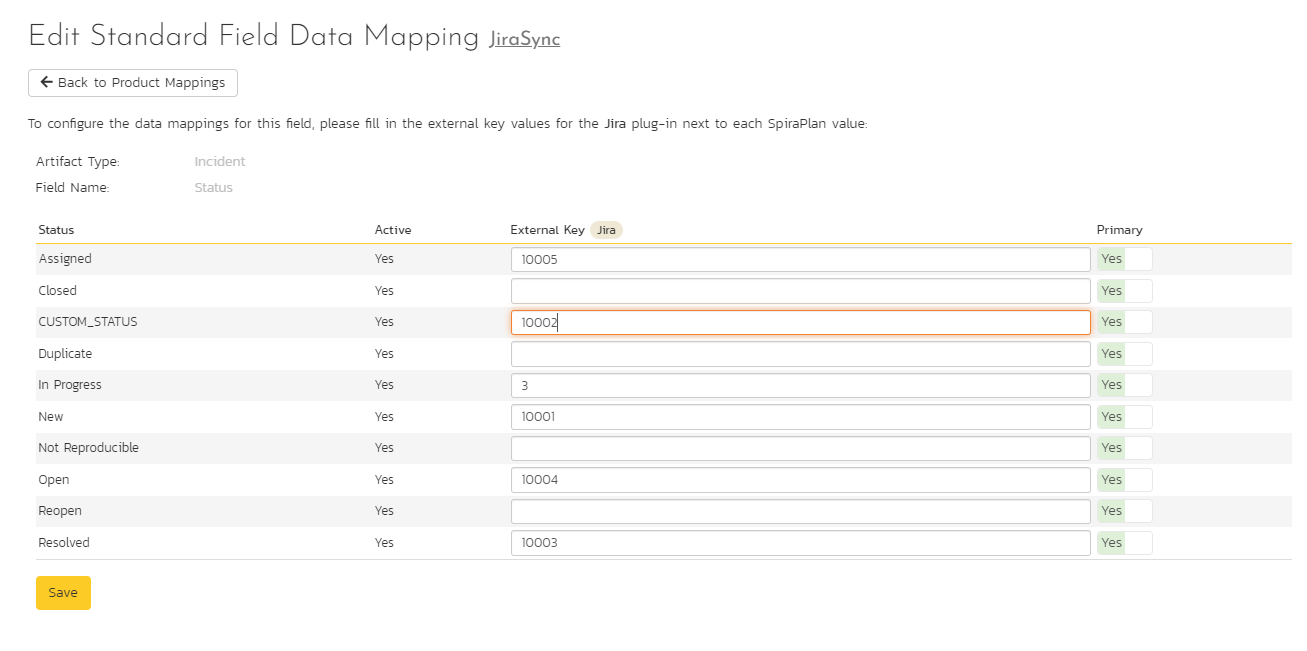 Edit Standard Field Data Mapping JiraSync
← Back to Product Mappings
To configure the data mappings for this field, please fill in the external key values for the Jira plug-in next to each SpiraPlan value:
Artifact Type: Incident
Field Name: Status
Status Active External Key Jira Primary
Assigned Yes 10005 Yes
Closed Yes Yes
CUSTOM_STATUS Yes 10002 Yes
Duplicate Yes Yes
In Progress Yes 3 Yes
New Yes 10001 Yes
Not Reproducible Yes Yes
Open Yes 10004 Yes
Reopen Yes Yes
Resolved Yes 10003 Yes
Save